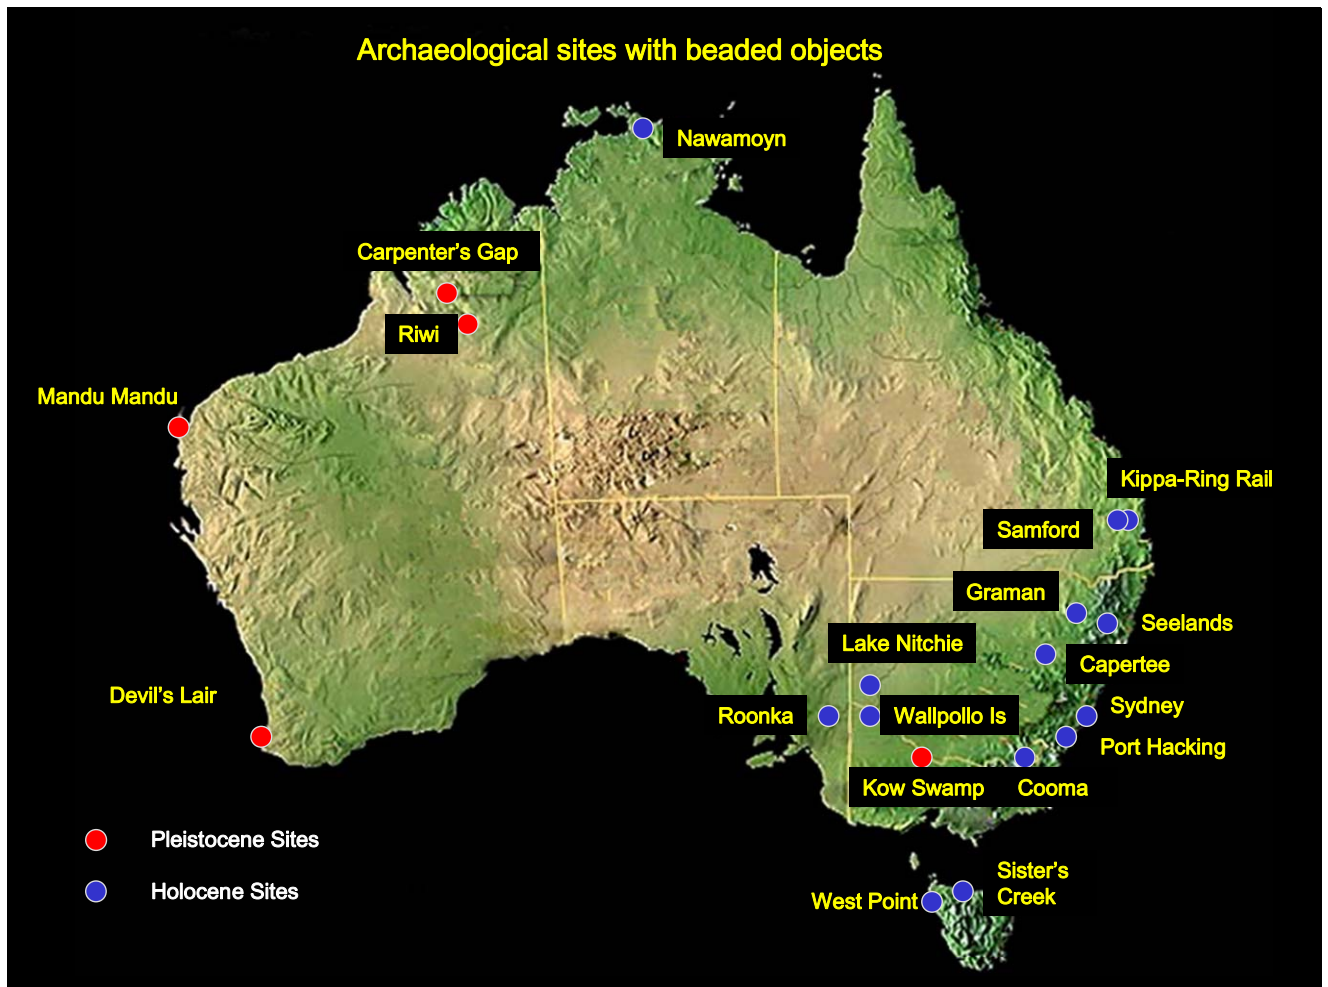 Archaeological sites with beaded objects
Nawamoyn
Carpenter’s Gap
Riwi
Mandu Mandu
Kippa-Ring Rail
Samford
Graman
Seelands
Lake Nitchie
Capertee
Devil’s Lair
Roonka
Wallpollo Is
Sydney
Port Hacking
Kow Swamp
Cooma
Pleistocene Sites
Holocene Sites
Sister’s
Creek
West Point